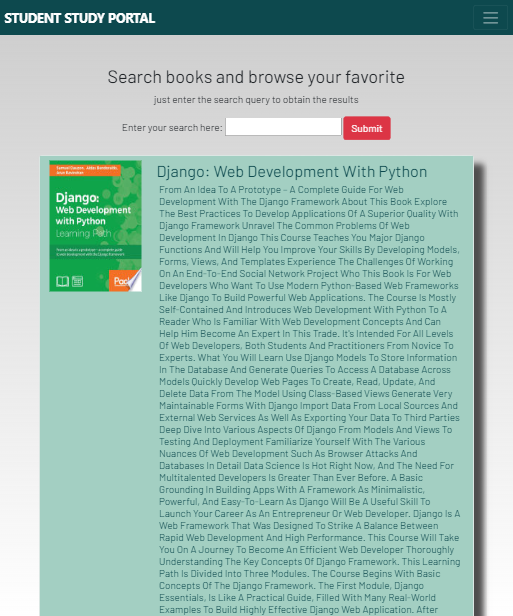 STUDENT STUDY PORTAL
Search books and browse your favorite
just enter the search query to obtain the results
Enter your search here:
Submit
Django:
Web Development
with Python
Learning Path
Packt
Django: Web Development With Python
From An Idea To A Prototype – A Complete Guide For Web
Development With The Django Framework About This Book Explore
The Best Practices To Develop Applications Of A Superior Quality With
Django Framework Unravel The Common Problems Of Web
Development In Django This Course Teaches You Major Django
Functions And Will Help You Improve Your Skills By Developing Models,
Forms, Views, And Templates Experience The Challenges Of Working
On An End-To-End Social Network Project Who This Book Is For Web
Developers Who Want To Use Modern Python-Based Web Frameworks
Like Django To Build Powerful Web Applications. The Course Is Mostly
Self-Contained And Introduces Web Development With Python To A
Reader Who Is Familiar With Web Development Concepts And Can
Help Him Become An Expert In This Trade. It's Intended For All Levels
Of Web Developers, Both Students And Practitioners From Novice To
Experts. What You Will Learn Use Django Models To Store Information
In The Database And Generate Queries To Access A Database Across
Models Quickly Develop Web Pages To Create, Read, Update, And
Delete Data From The Model Using Class-Based Views Generate Very
Maintainable Forms With Django Import Data From Local Sources And
External Web Services As Well As Exporting Your Data To Third Parties
Deep Dive Into Various Aspects Of Django From Models And Views To
Testing And Deployment Familiarize Yourself With The Various
Nuances Of Web Development Such As Browser Attacks And
Databases In Detail Data Science Is Hot Right Now, And The Need For
Multitalented Developers Is Greater Than Ever Before. A Basic
Grounding In Building Apps With A Framework As Minimalistic,
Powerful, And Easy-To-Learn As Django Will Be A Useful Skill To
Launch Your Career As An Entrepreneur Or Web Developer. Django Is A
Web Framework That Was Designed To Strike A Balance Between
Rapid Web Development And High Performance. This Course Will Take
You On A Journey To Become An Efficient Web Developer Thoroughly
Understanding The Key Concepts Of Django Framework. This Learning
Path Is Divided Into Three Modules. The Course Begins With Basic
Concepts Of The Django Framework. The First Module, Django
Essentials, Is Like A Practical Guide, Filled With Many Real-World
Examples To Build Highly Effective Django Web Application. After